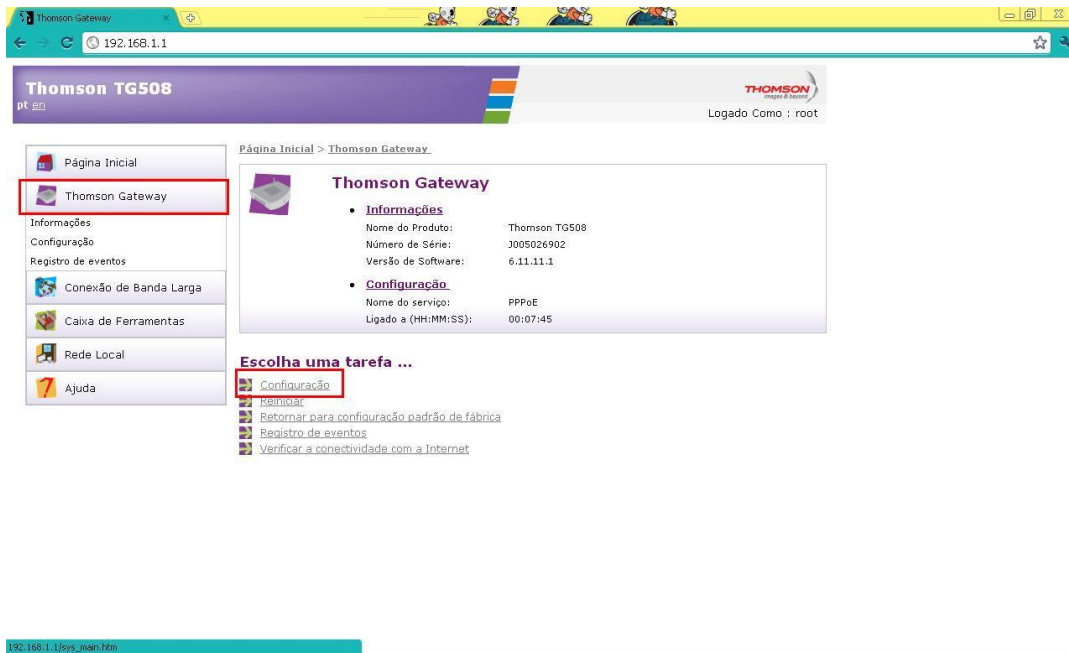 Thomson Gateway
192.168.1.1
Thomson TG508
pt en
THOMSON
images & beyond
Logado Como : root
Página Inicial
Thomson Gateway
Informações
Configuração
Registro de eventos
Conexão de Banda Larga
Caixa de Ferramentas
Rede Local
Ajuda
Página Inicial > Thomson Gateway
Thomson Gateway
Informações
Nome do Produto: Thomson TG508
Número de Série: J005026902
Versão de Software: 6.11.11.1
Configuração
Nome do serviço: PPPoE
Ligado a (HH:MM:SS): 00:07:45
Escolha uma tarefa ...
Configuração
Reiniciar
Retornar para configuração padrão de fábrica
Registro de eventos
Verificar a conectividade com a Internet
192.168.1.1/sys_main.htm